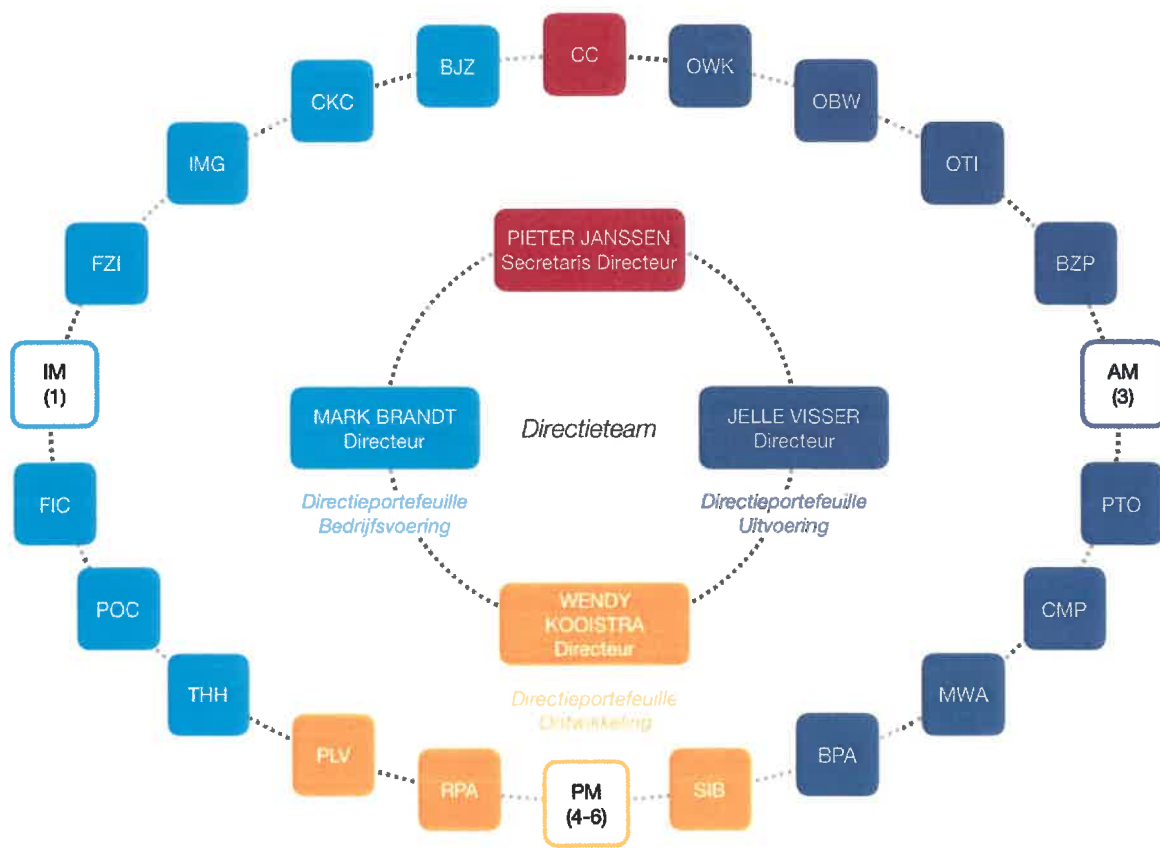 CC
BJZ
OWK
CKC
OBW
IMG
OTI
PIETER JANSSEN
Secretaris Directeur
FZI
BZP
IM
(1)
AM
(3)
MARK BRANDT
Directeur
Directieteam
JELLE VISSER
Directeur
Directieportefeuille
Bedrijfsvoering
Directieportefeuille
Uitvoering
FIC
PTO
POC
CMP
WENDY
KOOISTRA
Directeur
THH
MWA
Directieportefeuille
Ontwikkeling
PLV
BPA
RPA
PM
(4-6)
SIB